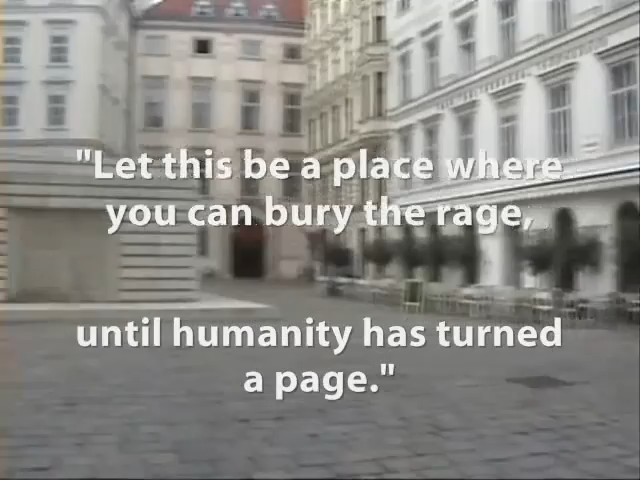 "Let this be a place where
you can bury the rage,
until humanity has turned
a page."